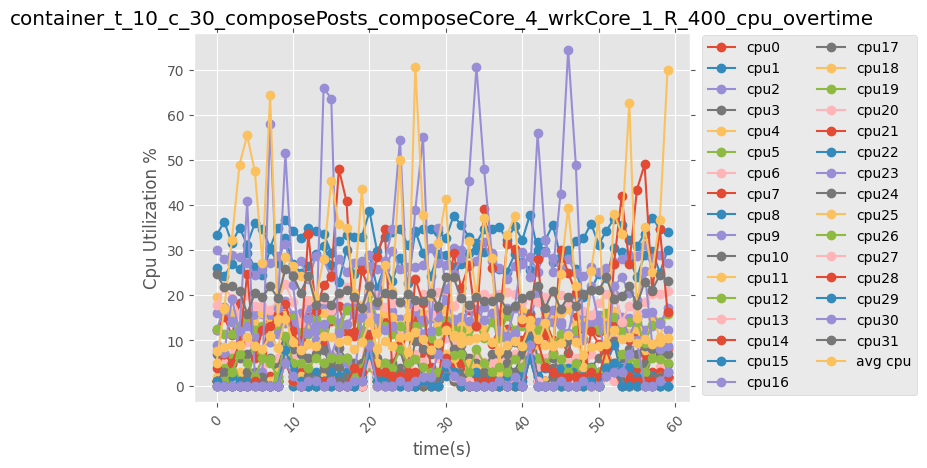 container_t_10_c_30_composePosts_composeCore_4_wrkCore_1_R_400_cpu_overtime
Cpu Utilization %
70
60
50
40
30
20
10
0
0
10
20
30
40
50
60
time(s)
cpu0
cpu1
cpu2
cpu3
cpu4
cpu5
cpu6
cpu7
cpu8
cpu9
cpu10
cpu11
cpu12
cpu13
cpu14
cpu15
cpu16
cpu17
cpu18
cpu19
cpu20
cpu21
cpu22
cpu23
cpu24
cpu25
cpu26
cpu27
cpu28
cpu29
cpu30
cpu31
avg cpu